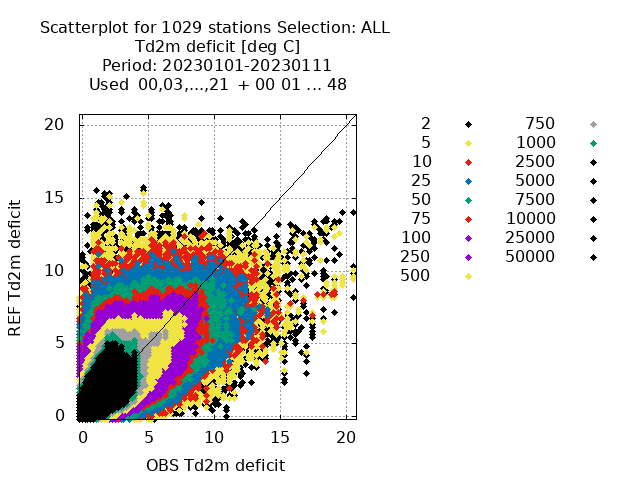 Scatterplot for 1029 stations Selection: ALL
Td2m deficit [deg C]
Period: 20230101-20230111
Used 00,03,...,21 + 00 01 ... 48
REF Td2m deficit
20
15
10
5
0
0 5 10 15 20
OBS Td2m deficit
2 750
5 1000
10 2500
25 5000
50 7500
75 10000
100 25000
250 50000
500